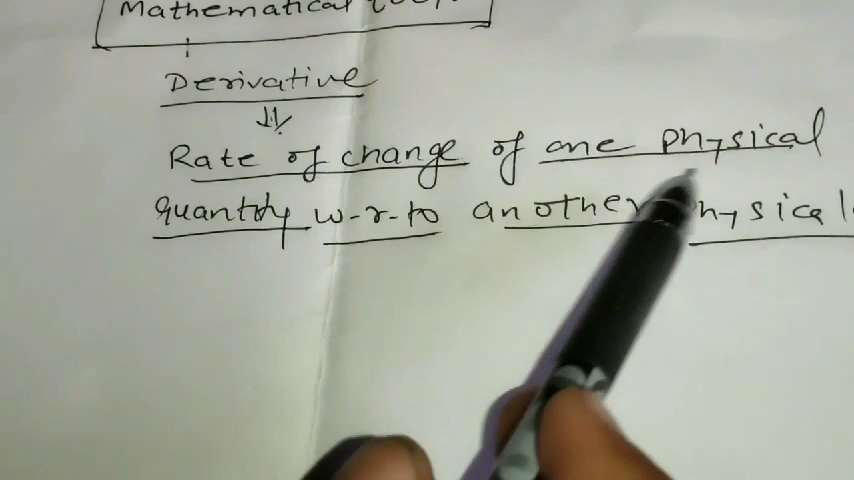 Mathematical
Derivative
Rate of change of one physical
quantity w-r-to another physical